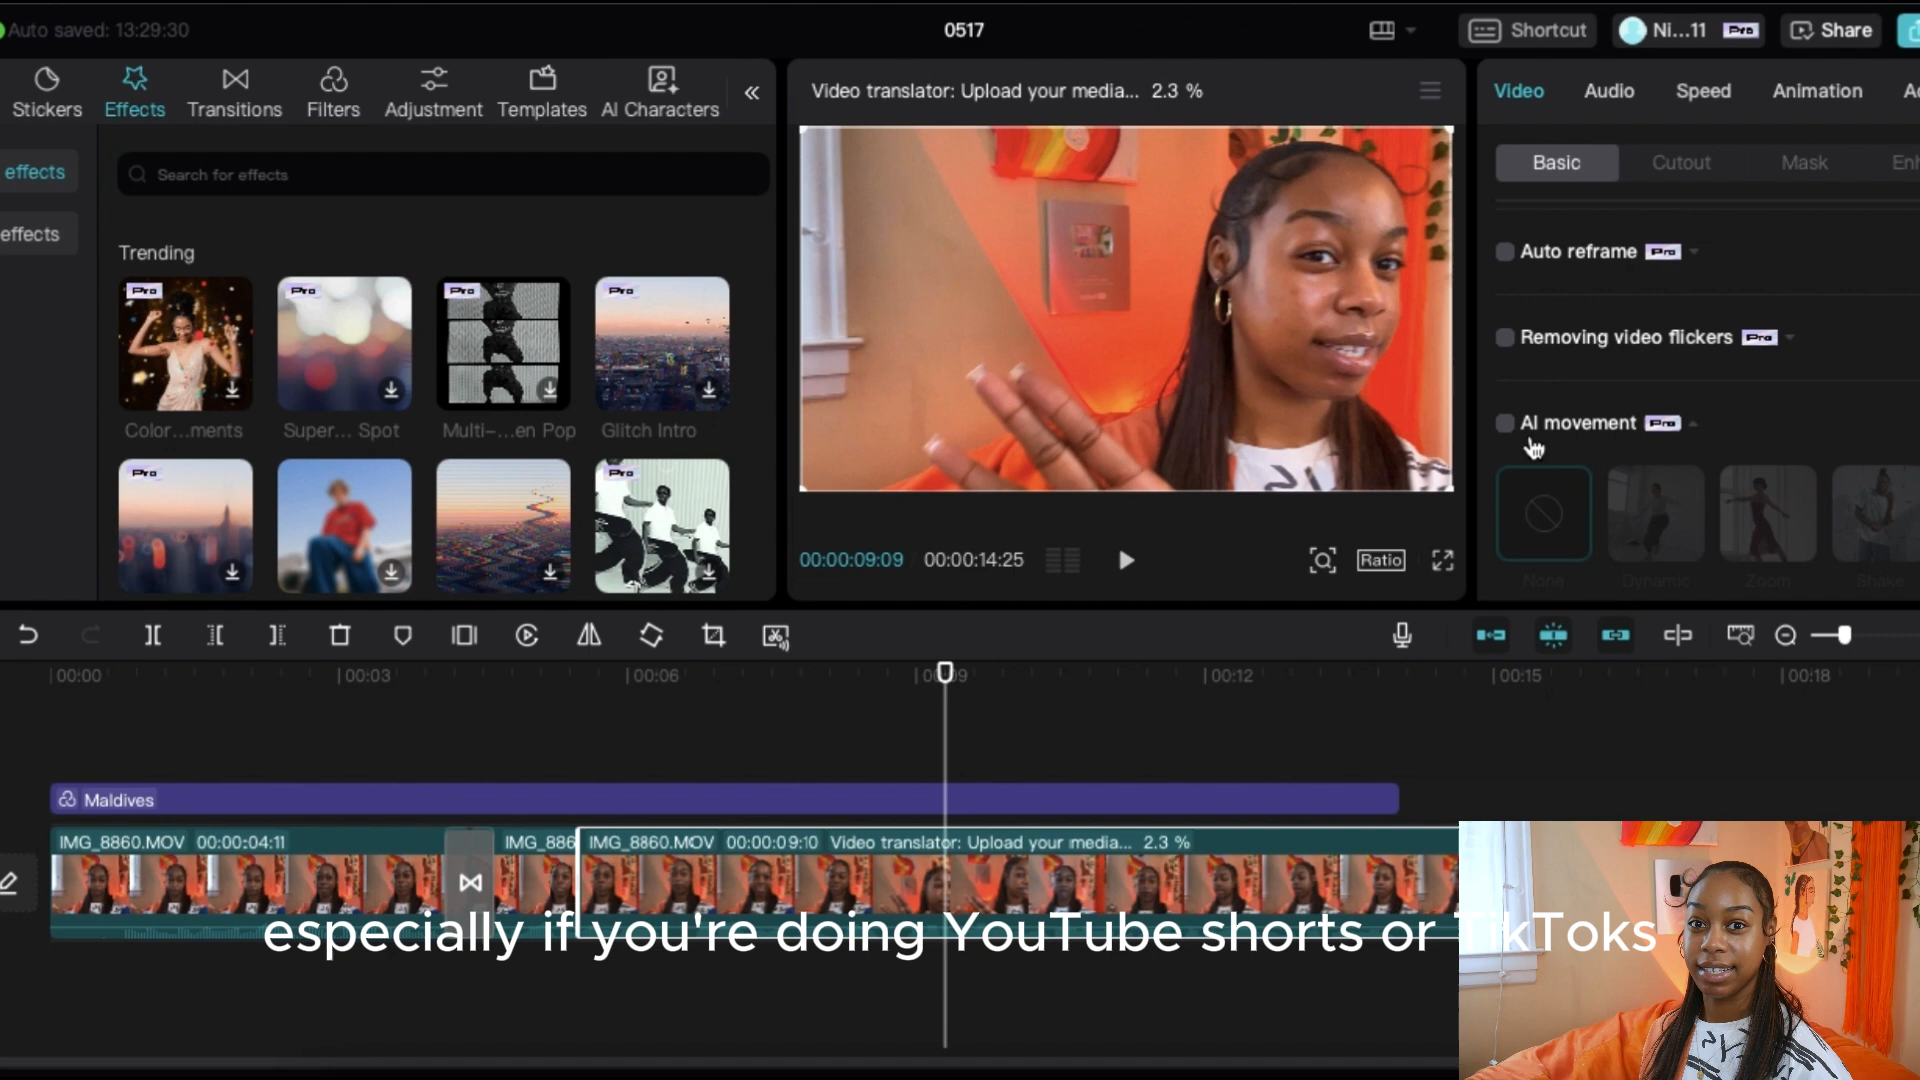 Auto saved: 13:29:30
0517
Shortcut
Ni...11 Pro
Share
Stickers
Effects
Transitions
Filters
Adjustment
Templates
AI Characters
effects
effects
Search for effects
Trending
Pro
Pro
Pro
Pro
Color...ments
Super... Spot
Multi-...en Pop
Glitch Intro
Pro
Pro
Video translator: Upload your media... 2.3 %
00:00:09:09 00:00:14:25
Ratio
Video
Audio
Speed
Animation
Basic
Cutout
Mask
Auto reframe Pro
Removing video flickers Pro
AI movement Pro
None
Dynamic
Zoom
Shake
00:00
00:03
00:06
00:09
00:12
00:15
00:18
Maldives
IMG_8860.MOV 00:00:04:11
IMG_886
IMG_8860.MOV 00:00:09:10 Video translator: Upload your media... 2.3 %
especially if you're doing YouTube shorts or TikToks